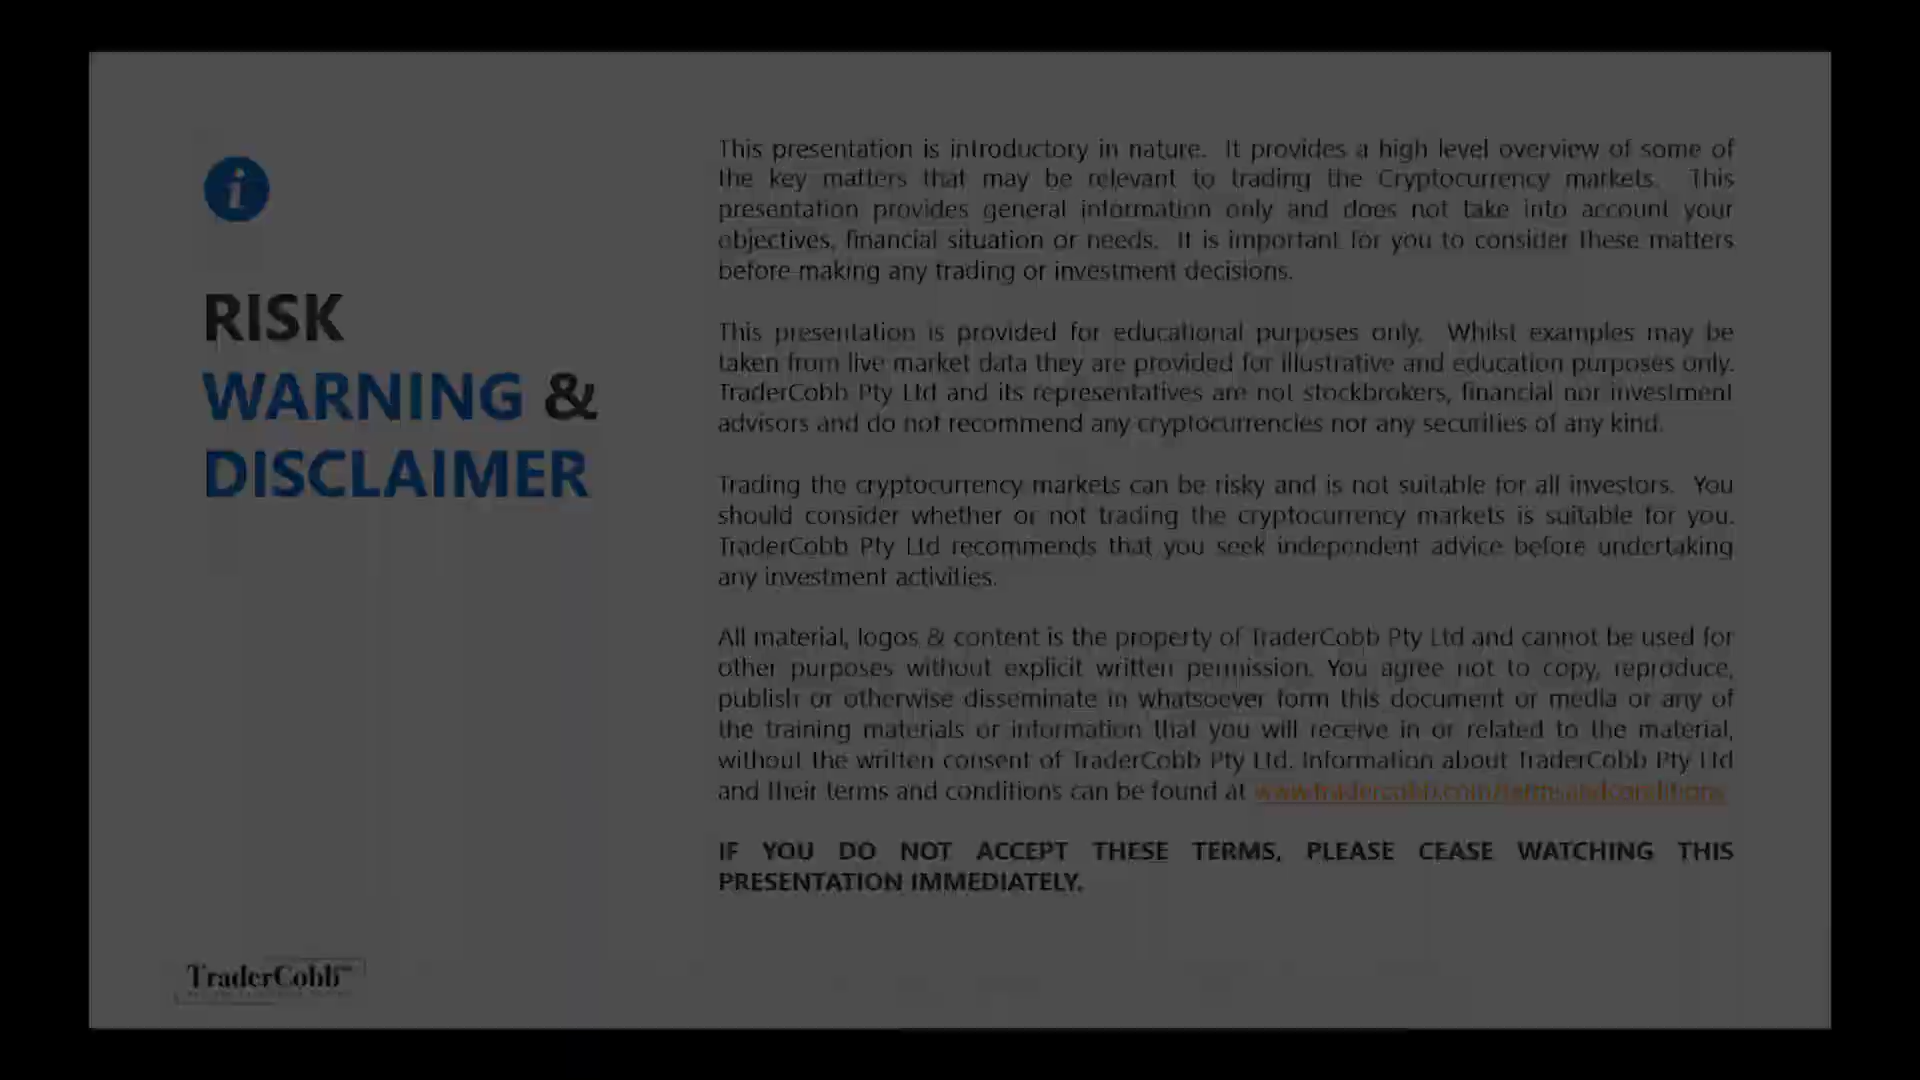 RISK
WARNING &
DISCLAIMER
This presentation is introductory in nature. It provides a high level overview of some of
the key matters that may be relevant to trading the Cryptocurrency markets. This
presentation provides general information only and does not take into account your
objectives, financial situation or needs. It is important for you to consider these matters
before making any trading or investment decisions.
This presentation is provided for educational purposes only. Whilst examples may be
taken from live market data they are provided for illustrative and education purposes only.
TraderCobb Pty Ltd and its representatives are not stockbrokers, financial nor investment
advisors and do not recommend any cryptocurrencies nor any securities of any kind.
Trading the cryptocurrency markets can be risky and is not suitable for all investors. You
should consider whether or not trading the cryptocurrency markets is suitable for you.
TraderCobb Pty Ltd recommends that you seek independent advice before undertaking
any investment activities.
All material, logos & content is the property of TraderCobb Pty Ltd and cannot be used for
other purposes without explicit written permission. You agree not to copy, reproduce,
publish or otherwise disseminate in whatsoever form this document or media or any of
the training materials or information that you will receive in or related to the material,
without the written consent of TraderCobb Pty Ltd. Information about TraderCobb Pty Ltd
and their terms and conditions can be found at www.tradercobb.com/termsandconditions
IF YOU DO NOT ACCEPT THESE TERMS, PLEASE CEASE WATCHING THIS
PRESENTATION IMMEDIATELY.
TraderCobb